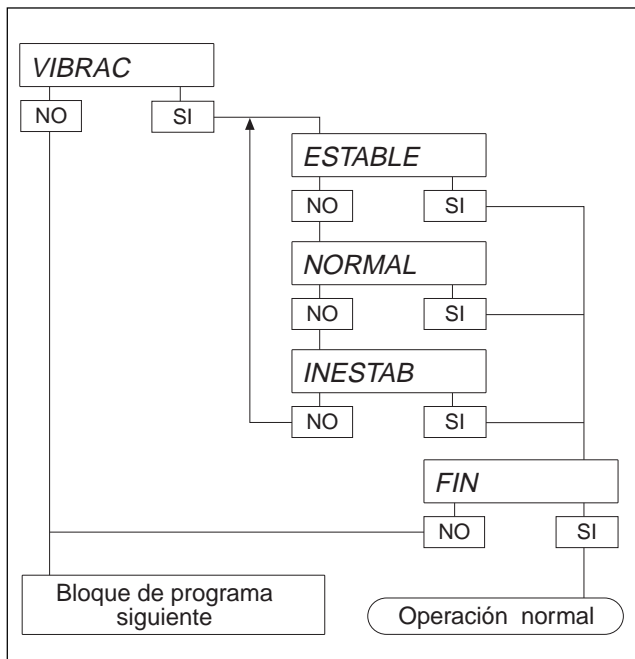 VIBRAC
NO SI
ESTABLE
NO SI
NORMAL
NO SI
INESTAB
NO SI
FIN
NO SI
Bloque de programa
siguiente
Operación normal